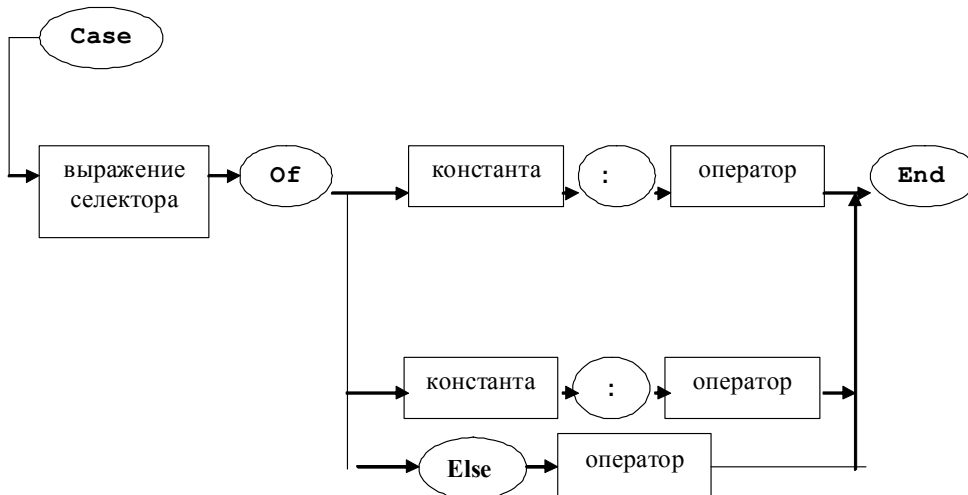 Case
выражение
селектора
Of
константа
:
оператор
End
константа
:
оператор
Else
оператор